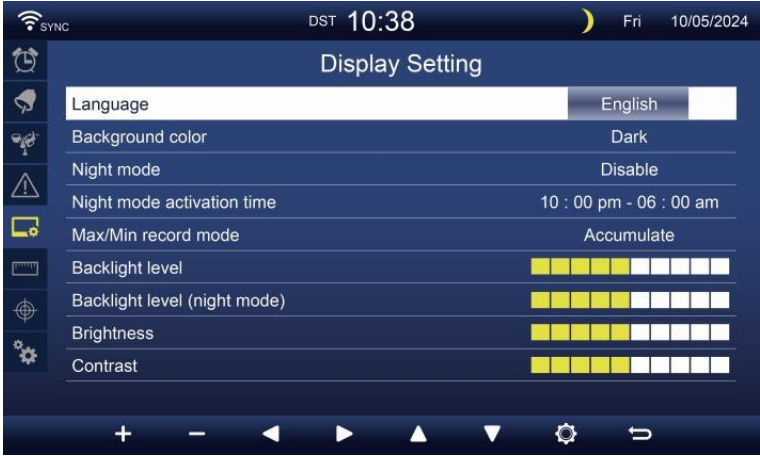 SYNC DST 10:38 Fri 10/05/2024
Display Setting
Language English
Background color Dark
Night mode Disable
Night mode activation time 10 : 00 pm - 06 : 00 am
Max/Min record mode Accumulate
Backlight level
Backlight level (night mode)
Brightness
Contrast